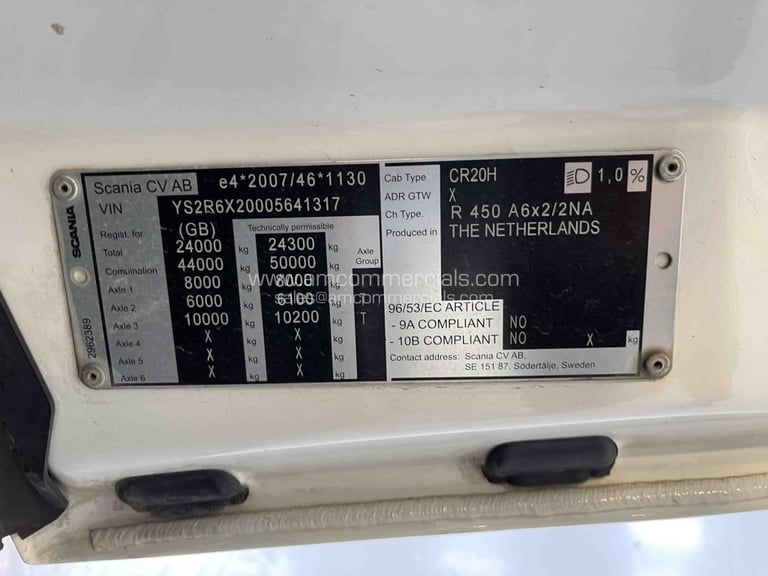 SCANIA
2962389
Scania CV AB e4*2007/46*1130
VIN YS2R6X20005641317
Regist. for (GB) Technically permissible
Total 24000 kg 24300 kg Axle Group
Comuination 44000 kg 50000 kg
Axle 1 8000 kg 8000 kg
Axle 2 6000 kg 6100 kg
Axle 3 10000 kg 10200 kg T
Axle 4 X kg X kg
Axle 5 X kg X kg
Axle 6 X kg X kg
Cab Type CR20H 1,0 %
ADR GTW X
Ch Type. R 450 A6x2/2NA
Produced in THE NETHERLANDS
96/53/EC ARTICLE
- 9A COMPLIANT NO
- 10B COMPLIANT NO X kg
Contact address: Scania CV AB,
SE 151 87, Södertälje, Sweden
www.amcommercials.com
sales@amcommercials.com